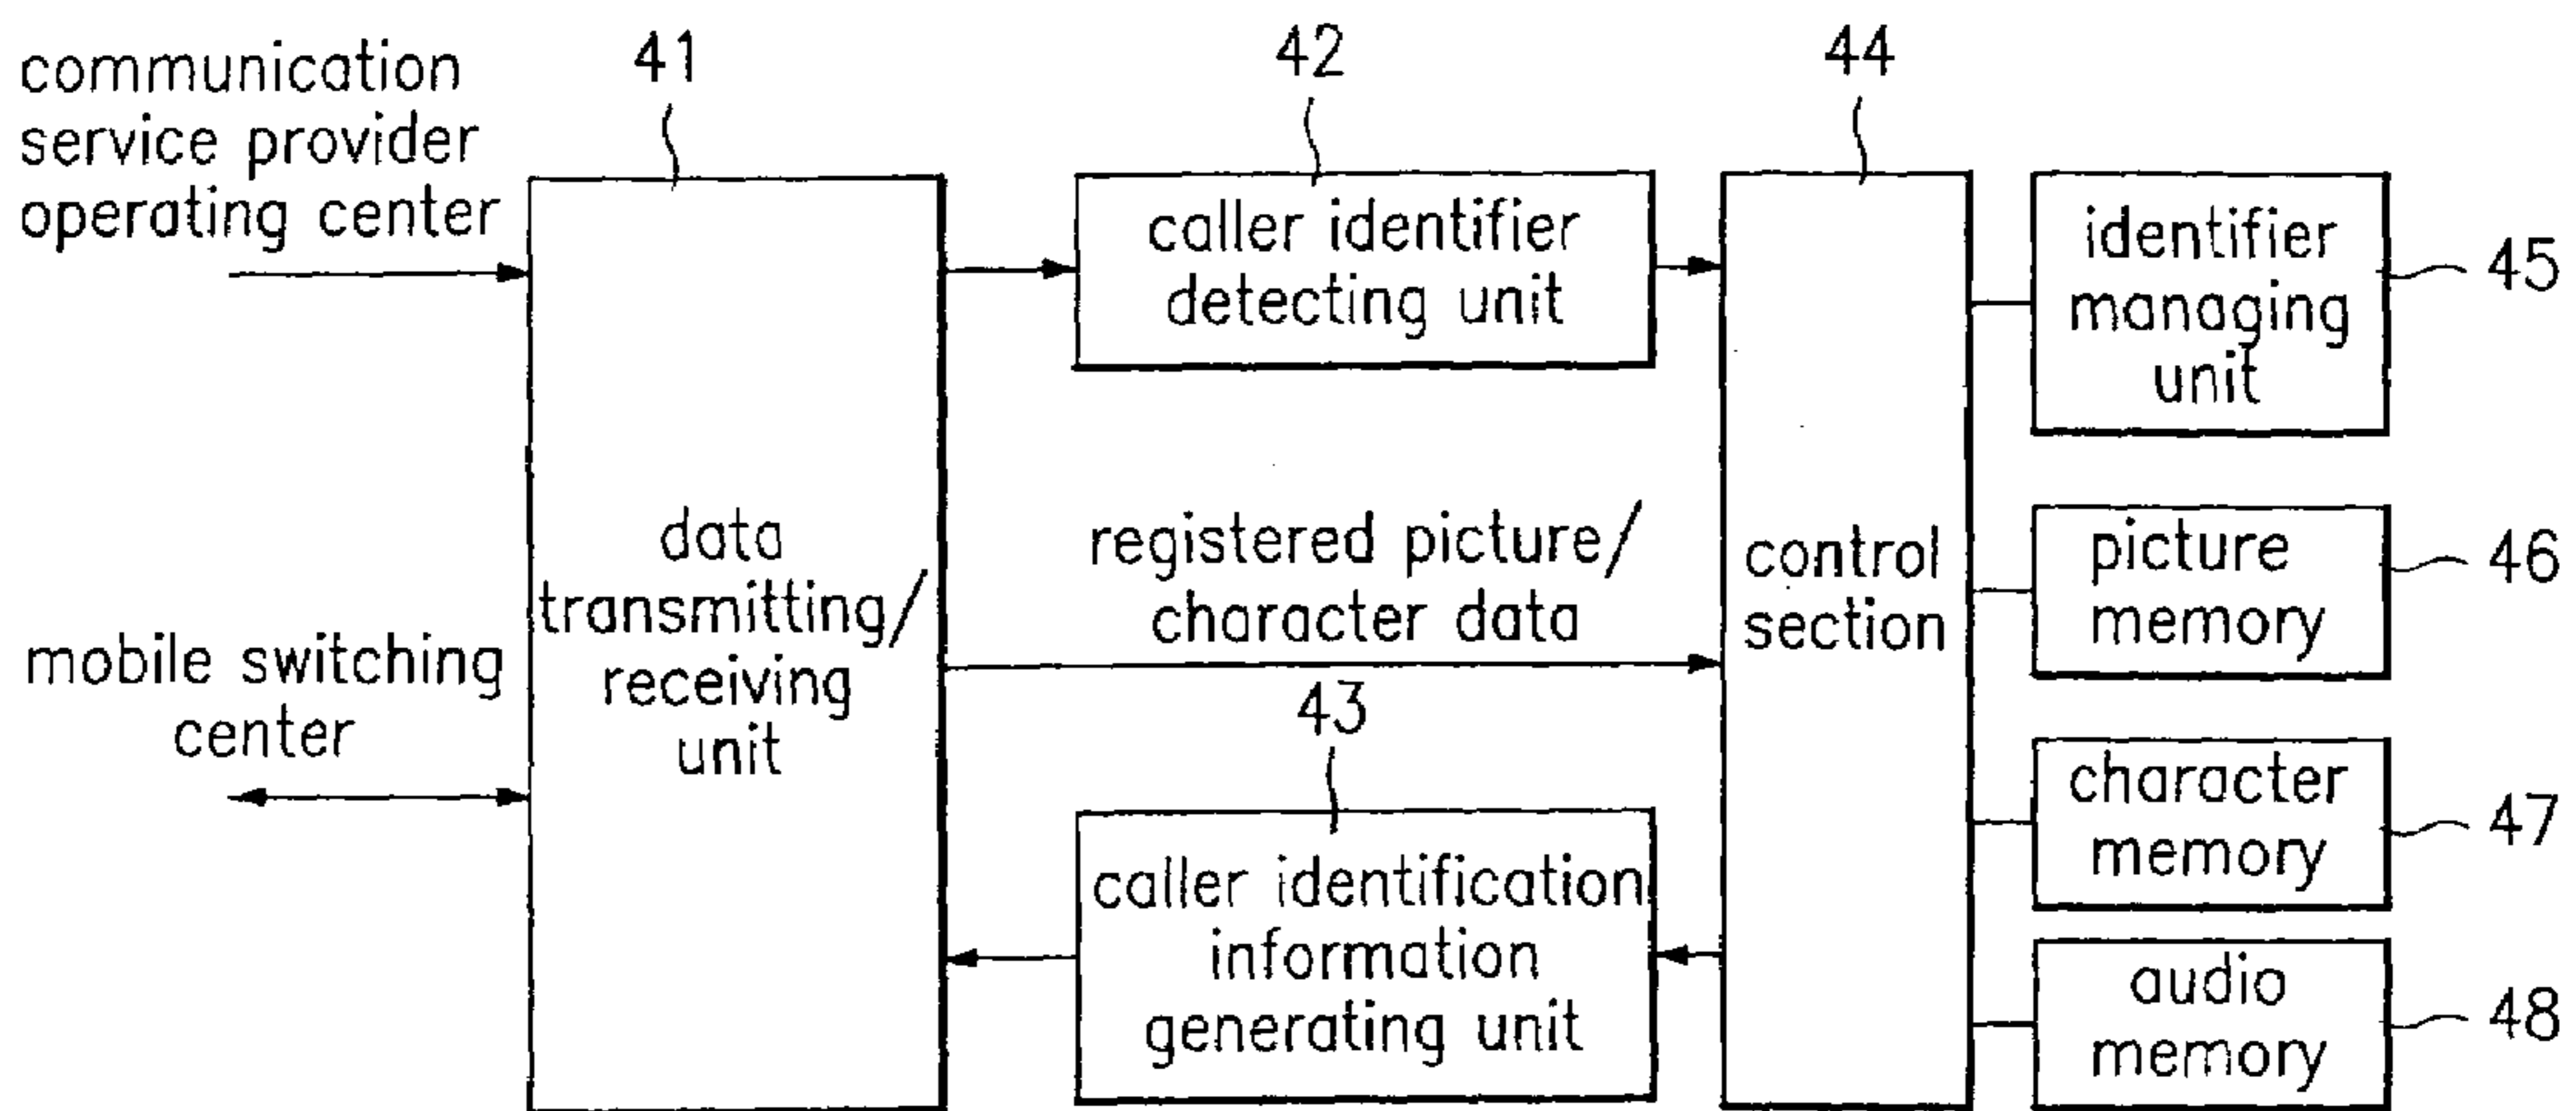 communication
service provider
operating center
mobile switching
center
41
data
transmitting/
receiving
unit
42
caller identifier
detecting unit
registered picture/
character data
43
caller identification
information
generating unit
44
control
section
identifier
managing
unit
45
picture
memory
46
character
memory
47
audio
memory
48